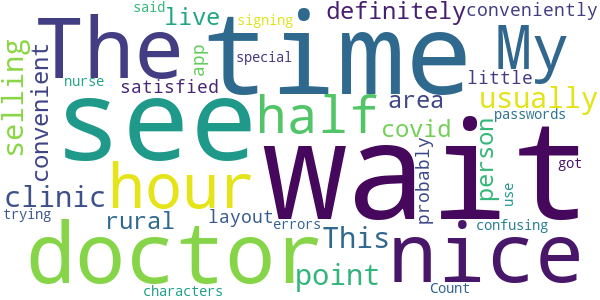 said
live
signing
definitely
conveniently
The
time
My
app
special
selling
convenient
nurse
satisfied
little
see
half
area
usually
covid
person
passwords
probably
wait
got
hour
clinic
use
trying
rural
layout
errors
This
nice
confusing
doctor
point
characters
Count